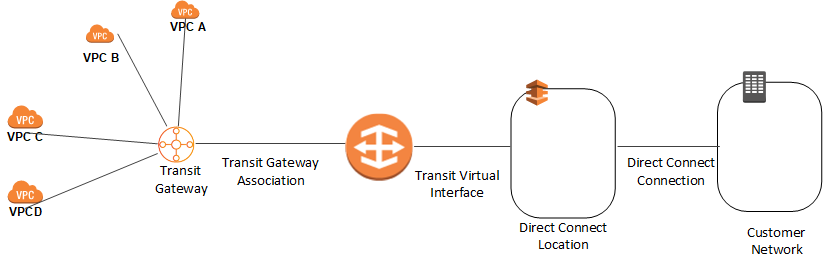 VPC
VPC A
VPC
VPC B
VPC
VPC C
VPC
VPCD
Transit
Gateway
Transit Gateway
Association
Transit Virtual
Interface
Direct Connect
Location
Direct Connect
Connection
Customer
Network